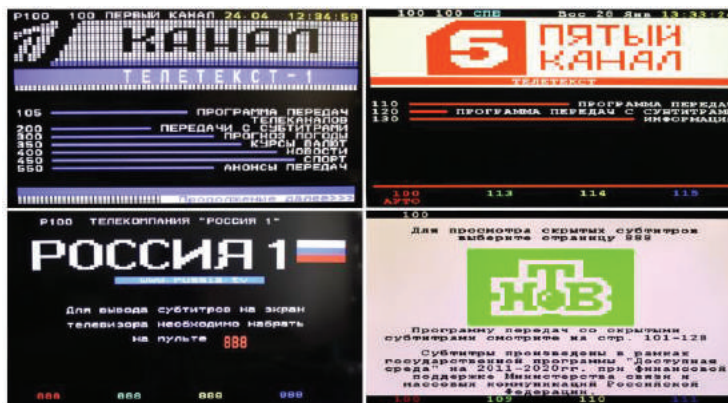 P100 100 ПЕРВЫЙ КАНАЛ 24.04 12:34:59
КАНАЛ
ТЕЛЕТЕКСТ-1
105 ПРОГРАММА ПЕРЕДАЧ
ТЕЛЕКАНАЛОВ
200 ПЕРЕДАЧИ С СУБТИТРАМИ
300 ПРОГНОЗ ПОГОДЫ
350 КУРСЫ ВАЛЮТ
400 НОВОСТИ
450 СПОРТ
550 АНОНСЫ ПЕРЕДАЧ
Продолжение далее>>>
100 100 СПБ Вос 26 Янв 13:33:2
5 ПЯТЫЙ
КАНАЛ
ТЕЛЕТЕКСТ
110 ПРОГРАММА ПЕРЕДА
120 ПРОГРАММА ПЕРЕДАЧ С СУБТИТРАМ
130 ИНФОРМАЦИ
100 113 114 115
АРТО
P100 ТЕЛЕКОМПАНИЯ "РОССИЯ 1"
РОССИЯ 1
www.russia.tv
Для вывода субтитров на экран
телевизора необходимо набрать
на пульте 888
888 888 888 888
100
Для просмотра скрытых субтитров
выберите страницу 888
НТВ
Программу передач со скрытыми
субтитрами смотрите на стр. 101-128
Субтитры произведены в рамках
государственной программы "Доступная
среда" на 2011-2020гг. при финансовой
поддержке Министерства связи и
массовых коммуникаций Российской
Федерации.
100 109 110